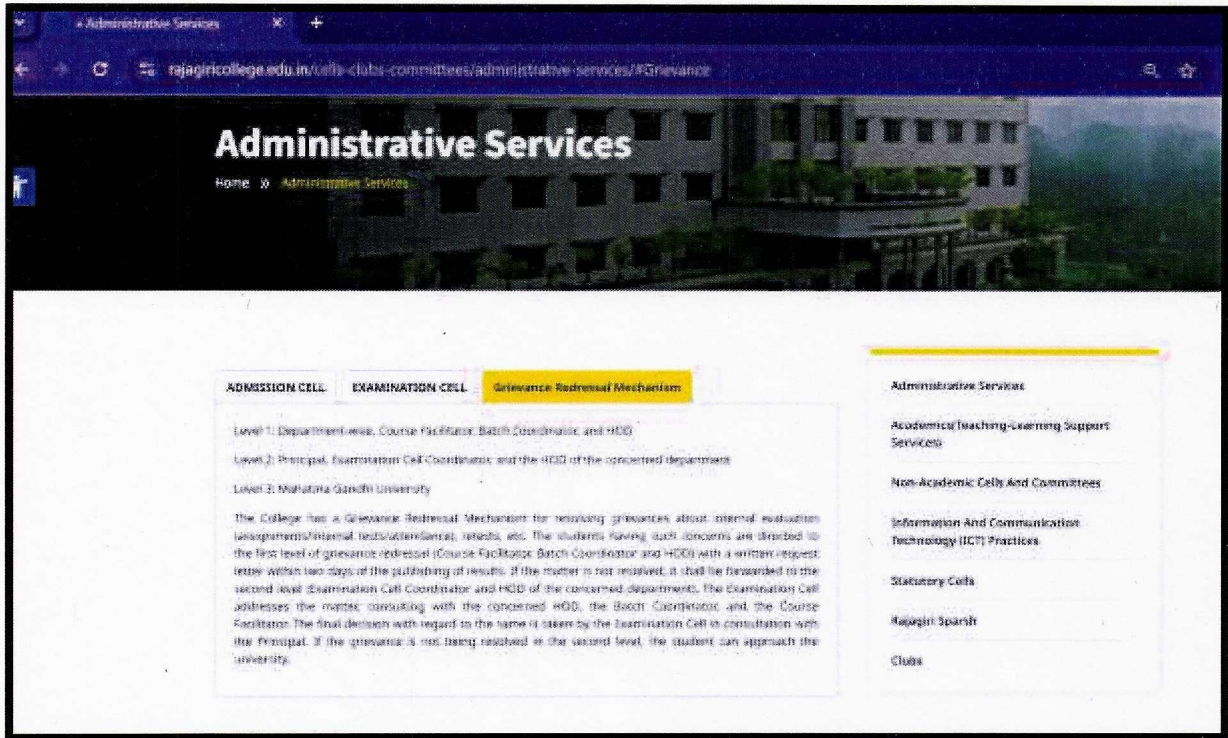 Administrative Services
rajagiricollege.edu.in/cells-clubs-committees/administrative-services/#Grievance
Administrative Services
Home » Administrative Services
ADMISSION CELL EXAMINATION CELL Grievance Redressal Mechanism
Level 1: Department-wise, Course Facilitator, Batch Coordinator, and HOD
Level 2: Principal, Examination Cell Coordinator, and the HOD of the concerned department
Level 3: Mahatma Gandhi University
The College has a Grievance Redressal Mechanism for resolving grievances about internal evaluation
(assignments/internal tests/attendance), retests, etc. The students having such concerns are directed to
the first level of grievance redressal (Course Facilitator, Batch Coordinator and HOD) with a written request
letter within two days of the publishing of results. If the matter is not resolved, it shall be forwarded to the
second level (Examination Cell Coordinator and HOD of the concerned department). The Examination Cell
addresses the matter, consulting with the concerned HOD, the Batch Coordinator, and the Course
Facilitator. The final decision with regard to the same is taken by the Examination Cell in consultation with
the Principal. If the grievance is not being resolved in the second level, the student can approach the
university.
Administrative Services
Academics(Teaching-Learning Support
Services)
Non-Academic Cells And Committees
Information And Communication
Technology (ICT) Practices
Statutory Cells
Rajagiri Sparsh
Clubs